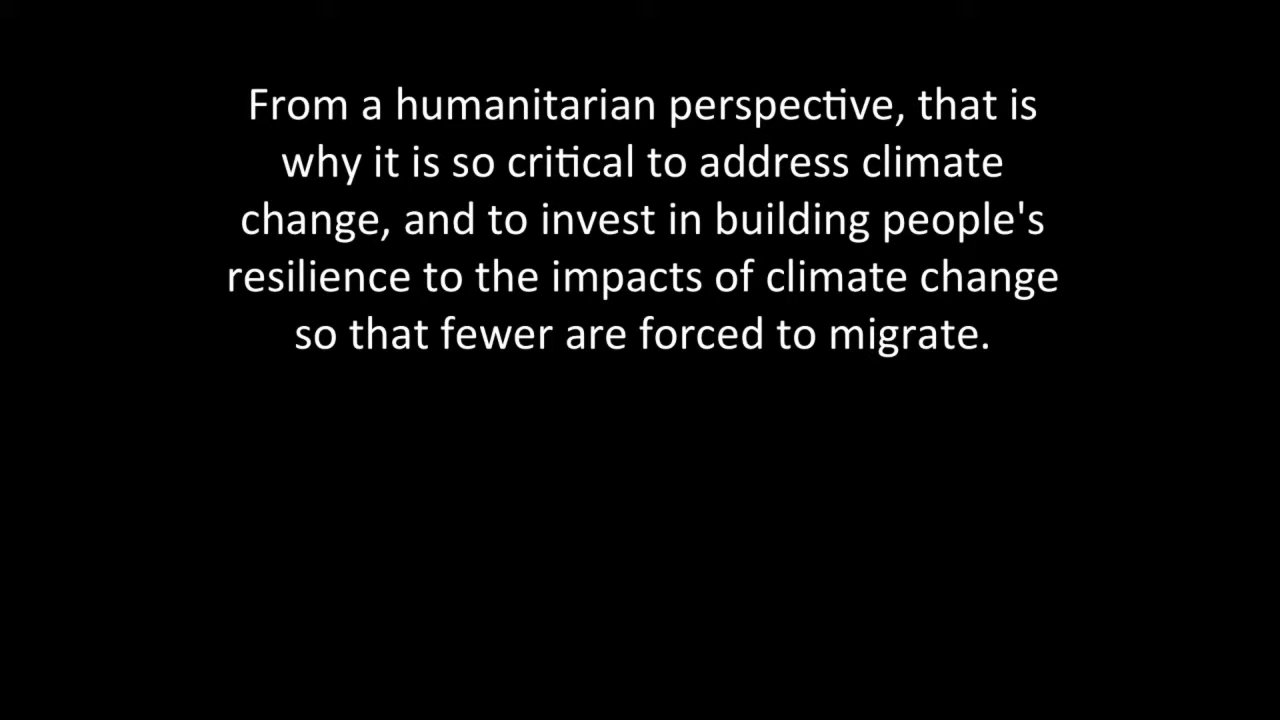 From a humanitarian perspective, that is
why it is so critical to address climate
change, and to invest in building people's
resilience to the impacts of climate change
so that fewer are forced to migrate.